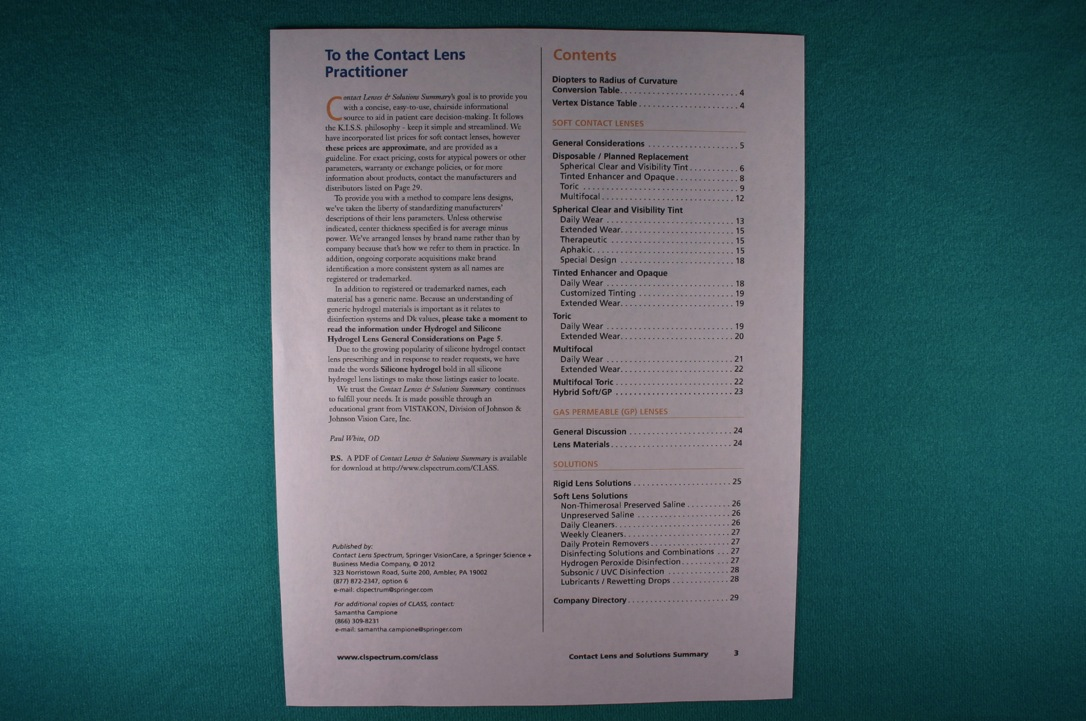 To the Contact Lens
Practitioner
Contact Lenses & Solutions Summary's goal is to provide you
with a concise, easy-to-use, chairside informational
source to aid in patient care decision-making. It follows
the K.I.S.S. philosophy - keep it simple and streamlined. We
have incorporated list prices for soft contact lenses, however
these prices are approximate, and are provided as a
guideline. For exact pricing, costs for atypical powers or other
parameters, warranty or exchange policies, or for more
information about products, contact the manufacturers and
distributors listed on Page 29.
To provide you with a method to compare lens designs,
we've taken the liberty of standardizing manufacturers'
descriptions of their lens parameters. Unless otherwise
indicated, center thickness specified is for average minus
power. We've arranged lenses by brand name rather than by
company because that's how we refer to them in practice. In
addition, ongoing corporate acquisitions make brand
identification a more consistent system as all names are
registered or trademarked.
In addition to registered or trademarked names, each
material has a generic name. Because an understanding of
generic hydrogel materials is important as it relates to
disinfection systems and Dk values, please take a moment to
read the information under Hydrogel and Silicone
Hydrogel Lens General Considerations on Page 5.
Due to the growing popularity of silicone hydrogel contact
lens prescribing and in response to reader requests, we have
made the words Silicone hydrogel bold in all silicone
hydrogel lens listings to make those listings easier to locate.
We trust the Contact Lenses & Solutions Summary continues
to fulfill your needs. It is made possible through an
educational grant from VISTAKON, Division of Johnson &
Johnson Vision Care, Inc.
Paul White, OD
P.S. A PDF of Contact Lenses & Solutions Summary is available
for download at http://www.clspectrum.com/CLASS.
Published by:
Contact Lens Spectrum, Springer VisionCare, a Springer Science +
Business Media Company, © 2012
323 Norristown Road, Suite 200, Ambler, PA 19002
(877) 872-2347, option 6
e-mail: clspectrum@springer.com
For additional copies of CLASS, contact:
Samantha Campione
(866) 309-8231
e-mail: samantha.campione@springer.com
www.clspectrum.com/class
Contents
Diopters to Radius of Curvature
Conversion Table. . . . . . . . . . . . . . . . . . . . . . . . . 4
Vertex Distance Table . . . . . . . . . . . . . . . . . . . . . 4
SOFT CONTACT LENSES
General Considerations . . . . . . . . . . . . . . . . . . . . 5
Disposable / Planned Replacement
Spherical Clear and Visibility Tint. . . . . . . . . . . 6
Tinted Enhancer and Opaque. . . . . . . . . . . . . 8
Toric . . . . . . . . . . . . . . . . . . . . . . . . . . . . . . . . . 9
Multifocal . . . . . . . . . . . . . . . . . . . . . . . . . . . . 12
Spherical Clear and Visibility Tint
Daily Wear . . . . . . . . . . . . . . . . . . . . . . . . . . . 13
Extended Wear. . . . . . . . . . . . . . . . . . . . . . . . 15
Therapeutic . . . . . . . . . . . . . . . . . . . . . . . . . . 15
Aphakic. . . . . . . . . . . . . . . . . . . . . . . . . . . . . . 15
Special Design . . . . . . . . . . . . . . . . . . . . . . . . 18
Tinted Enhancer and Opaque
Daily Wear . . . . . . . . . . . . . . . . . . . . . . . . . . . 18
Customized Tinting . . . . . . . . . . . . . . . . . . . . 19
Extended Wear. . . . . . . . . . . . . . . . . . . . . . . . 19
Toric
Daily Wear . . . . . . . . . . . . . . . . . . . . . . . . . . . 19
Extended Wear. . . . . . . . . . . . . . . . . . . . . . . . 20
Multifocal
Daily Wear . . . . . . . . . . . . . . . . . . . . . . . . . . . 21
Extended Wear. . . . . . . . . . . . . . . . . . . . . . . . 22
Multifocal Toric . . . . . . . . . . . . . . . . . . . . . . . . . 22
Hybrid Soft/GP . . . . . . . . . . . . . . . . . . . . . . . . . 23
GAS PERMEABLE (GP) LENSES
General Discussion . . . . . . . . . . . . . . . . . . . . . . 24
Lens Materials. . . . . . . . . . . . . . . . . . . . . . . . . . 24
SOLUTIONS
Rigid Lens Solutions . . . . . . . . . . . . . . . . . . . . . 25
Soft Lens Solutions
Non-Thimerosal Preserved Saline . . . . . . . . . 26
Unpreserved Saline . . . . . . . . . . . . . . . . . . . . 26
Daily Cleaners. . . . . . . . . . . . . . . . . . . . . . . . . 26
Weekly Cleaners. . . . . . . . . . . . . . . . . . . . . . . 27
Daily Protein Removers . . . . . . . . . . . . . . . . . 27
Disinfecting Solutions and Combinations . . . 27
Hydrogen Peroxide Disinfection. . . . . . . . . . 27
Subsonic / UVC Disinfection . . . . . . . . . . . . . 28
Lubricants / Rewetting Drops . . . . . . . . . . . . 28
Company Directory . . . . . . . . . . . . . . . . . . . . . . 29
Contact Lens and Solutions Summary 3